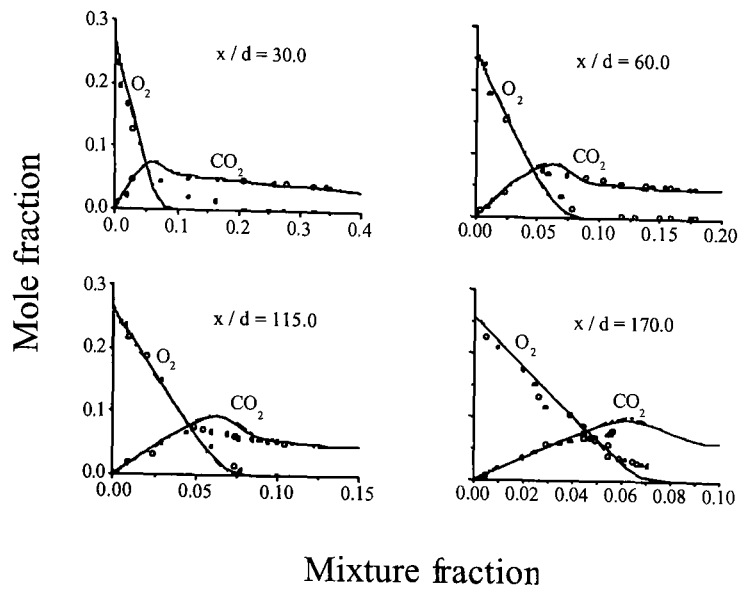 0.3
x / d = 30.0
0.2
O2
0.1
CO2
0.0
0.0 0.1 0.2 0.3 0.4
x / d = 60.0
O2
CO2
0.00 0.05 0.10 0.15 0.20
Mole fraction
0.3
x / d = 115.0
0.2
O2
0.1
CO2
0.0
0.00 0.05 0.10 0.15
x / d = 170.0
O2
CO2
0.00 0.02 0.04 0.06 0.08 0.10
Mixture fraction